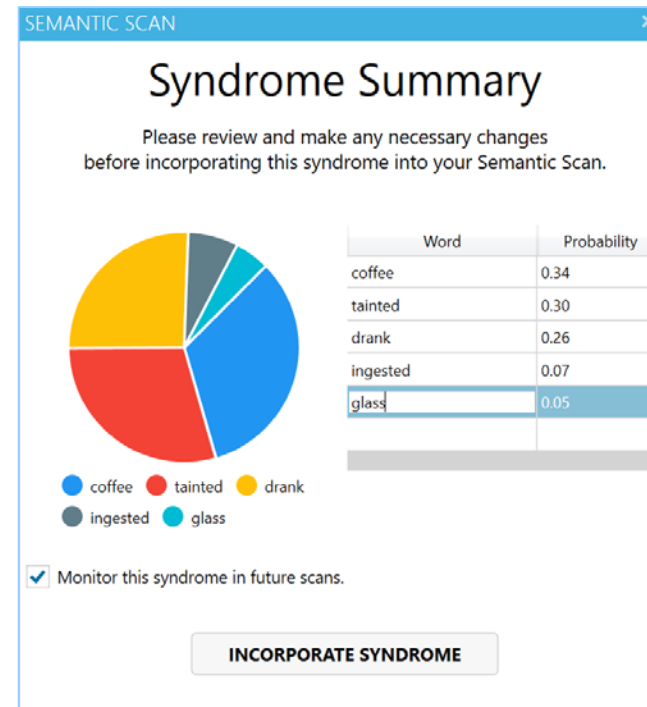 SEMANTIC SCAN
Syndrome Summary
Please review and make any necessary changes
before incorporating this syndrome into your Semantic Scan.
Word Probability
coffee 0.34
tainted 0.30
drank 0.26
ingested 0.07
glass 0.05
coffee tainted drank
ingested glass
Monitor this syndrome in future scans.
INCORPORATE SYNDROME